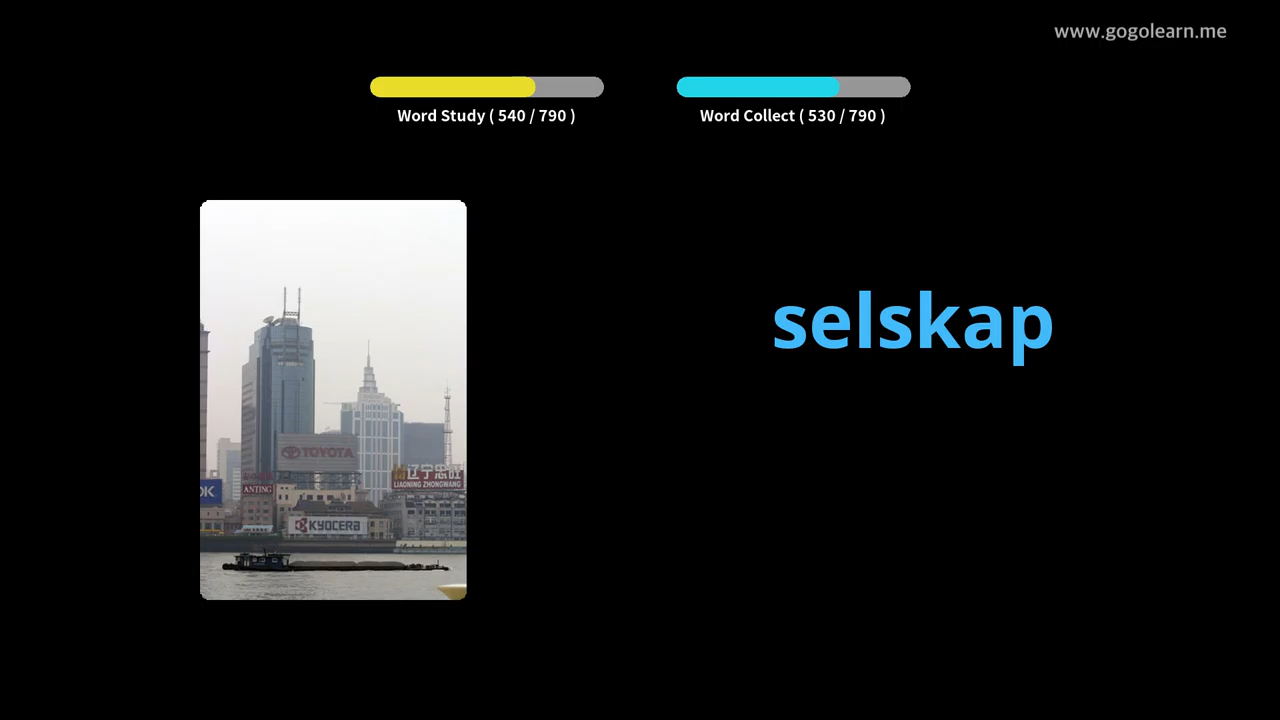 www.gogolearn.me
Word Study ( 540 / 790 )
Word Collect ( 530 / 790 )
selskap
TOYOTA
辽宁忠旺
LIAONING ZHONGWANG
OK
ANTING
KYOCERA